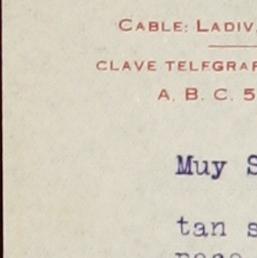 CABLE: LADIV
CLAVE TELEGRAF
A. B. C. 5
Muy S
tan s